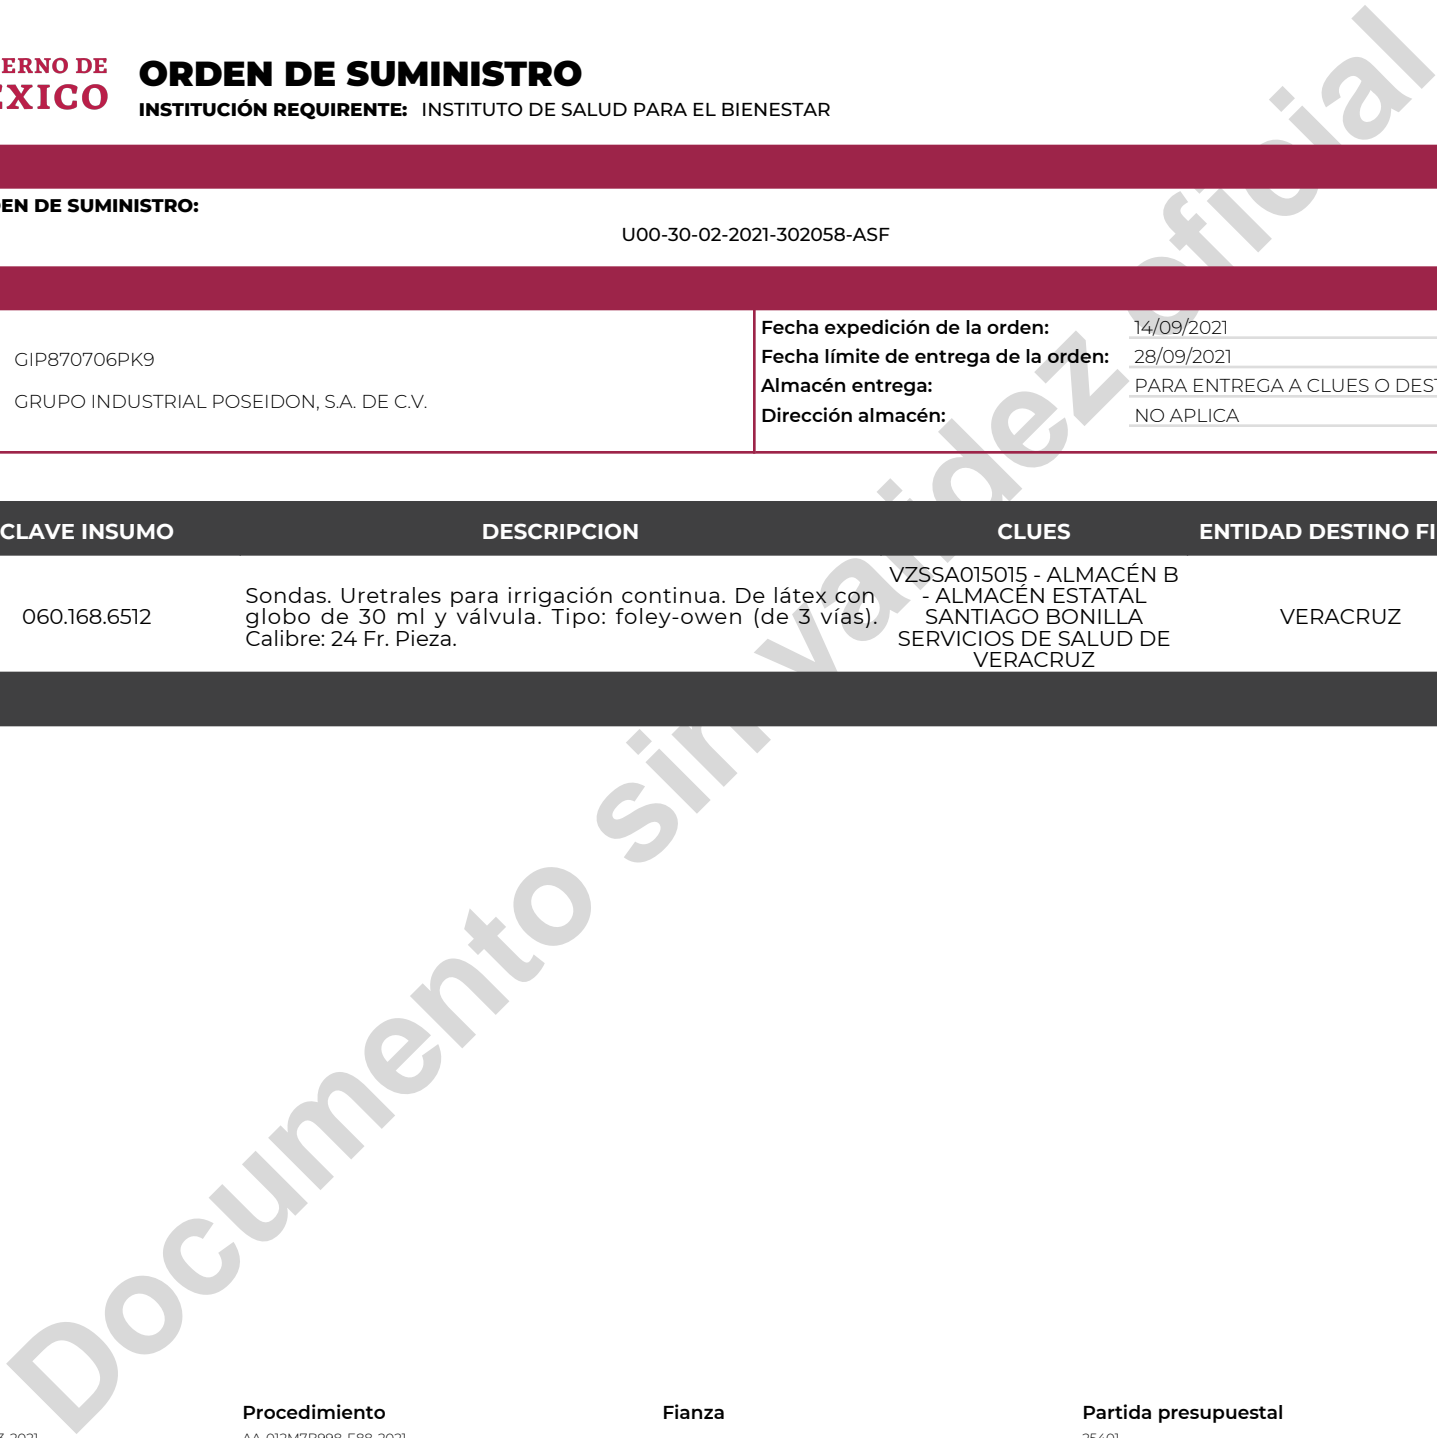 ERNO DE
ORDEN DE SUMINISTRO
INSTITUCIÓN REQUIRENTE: INSTITUTO DE SALUD PARA EL BIENESTAR
EN DE SUMINISTRO:
U00-30-02-2021-302058-ASF
GIP870706PK9
GRUPO INDUSTRIAL POSEIDON, S.A. DE C.V.
Fecha expedición de la orden: 14/09/2021
Fecha límite de entrega de la orden: 28/09/2021
Almacén entrega: PARA ENTREGA A CLUES O DEST
Dirección almacén: NO APLICA
CLAVE INSUMO DESCRIPCION CLUES ENTIDAD DESTINO FI
060.168.6512
Sondas. Uretrales para irrigación continua. De látex con
globo de 30 ml y válvula. Tipo: foley-owen (de 3 vías).
Calibre: 24 Fr. Pieza.
VZSSA015015 - ALMACÉN B
- ALMACÉN ESTATAL
SANTIAGO BONILLA
SERVICIOS DE SALUD DE
VERACRUZ
VERACRUZ
Documento sin validez oficial
Procedimiento Fianza Partida presupuestal